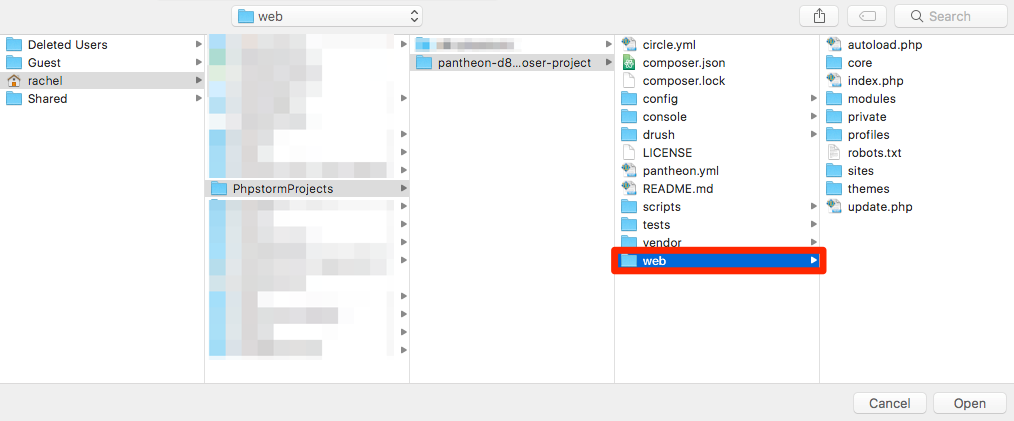 web
Search
Deleted Users
Guest
rachel
Shared
PhpstormProjects
pantheon-d8...oser-project
circle.yml
composer.json
composer.lock
config
console
drush
LICENSE
pantheon.yml
README.md
scripts
tests
vendor
web
autoload.php
core
index.php
modules
private
profiles
robots.txt
sites
themes
update.php
Cancel
Open